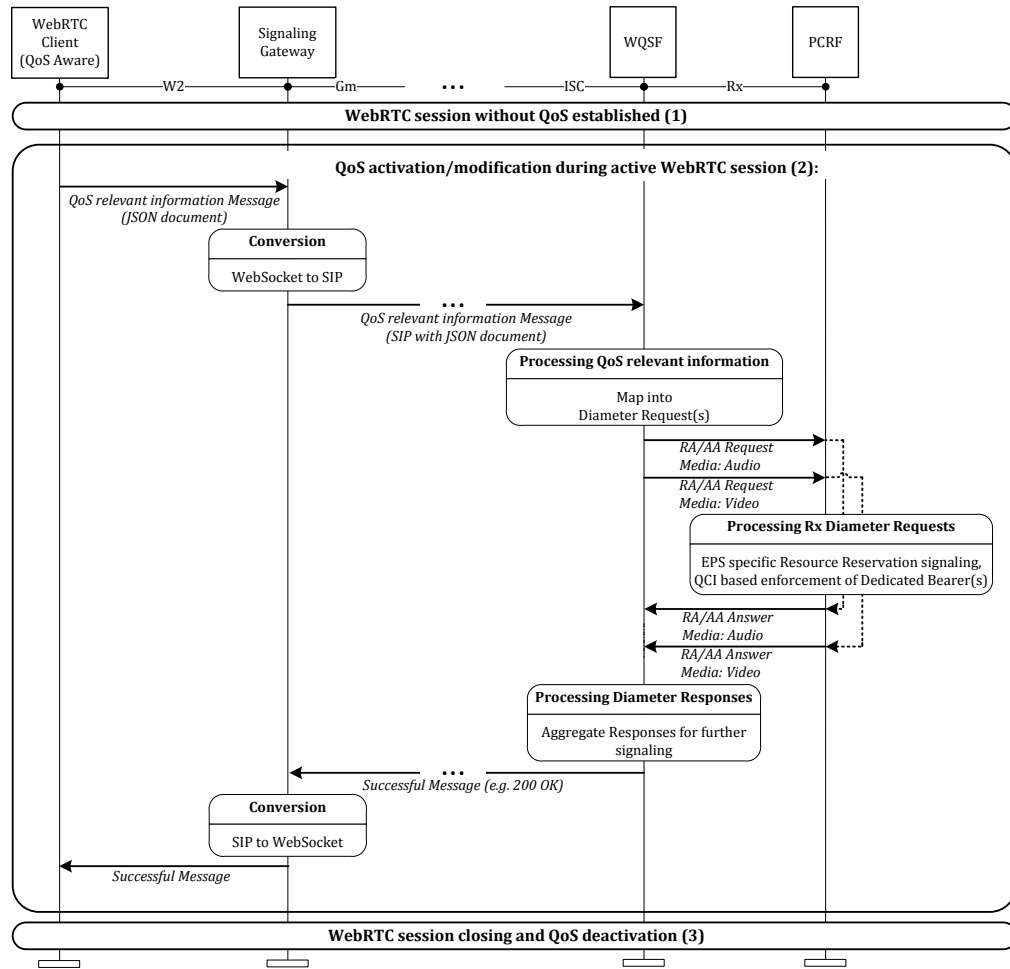 WebRTC
Client
(QoS Aware)
Signaling
Gateway
WQSF
PCRF
W2
Gm
...
ISC
Rx
WebRTC session without QoS established (1)
QoS activation/modification during active WebRTC session (2):
QoS relevant information Message
(JSON document)
Conversion
WebSocket to SIP
...
QoS relevant information Message
(SIP with JSON document)
Processing QoS relevant information
Map into
Diameter Request(s)
RA/AA Request
Media: Audio
RA/AA Request
Media: Video
Processing Rx Diameter Requests
EPS specific Resource Reservation signaling,
QCI based enforcement of Dedicated Bearer(s)
RA/AA Answer
Media: Audio
RA/AA Answer
Media: Video
Processing Diameter Responses
Aggregate Responses for further
signaling
...
Successful Message (e.g. 200 OK)
Conversion
SIP to WebSocket
Successful Message
WebRTC session closing and QoS deactivation (3)